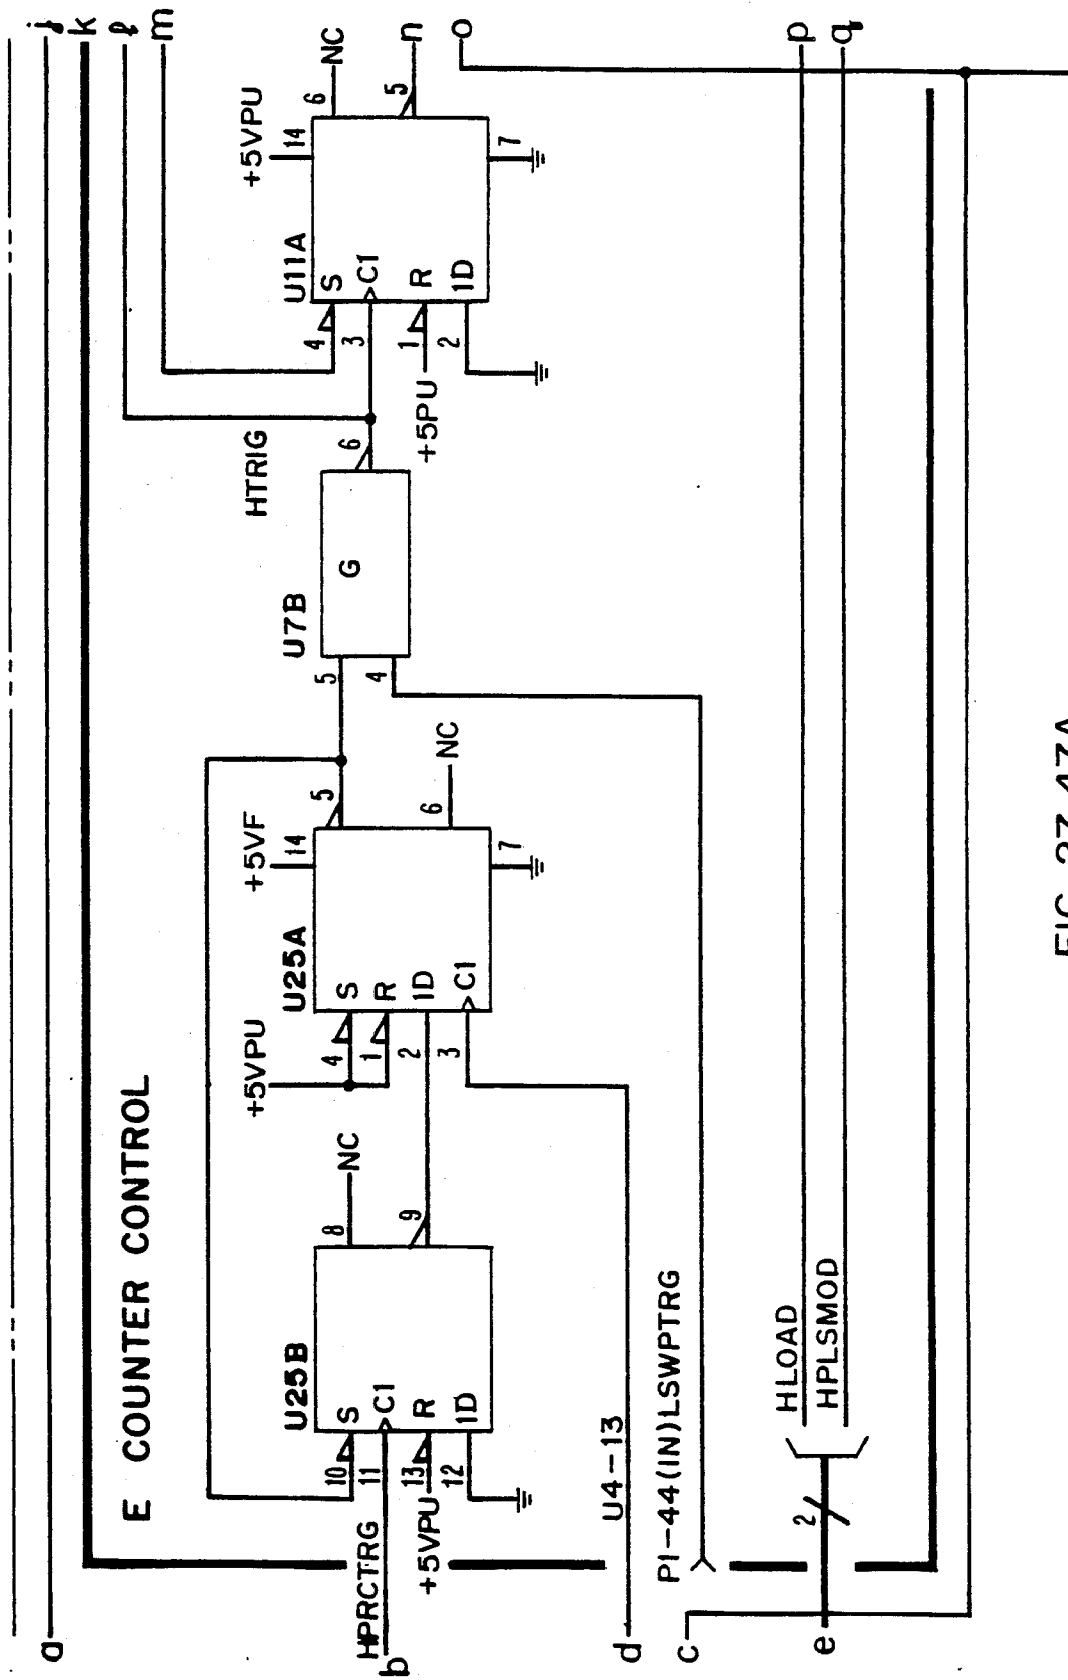 E COUNTER CONTROL
a
j
k
l
m
HPRCTRG
b
U25B
10 S
11 C1
+5VPU 13 R
12 1D
8 NC
9
+5VPU
U25A
4 S
1 R
2 1D
3 C1
+5VF
14
5
6 NC
7
U7B
5
4
G
HTRIG
6
U11A
4 S
3 C1
1 R
+5PU
2 1D
+5VPU
14
6 NC
5 n
7
o
U4-13
d
P1-44(IN)LSWPTRG
c
e
2
HLOAD
HPLSMOD
p
q